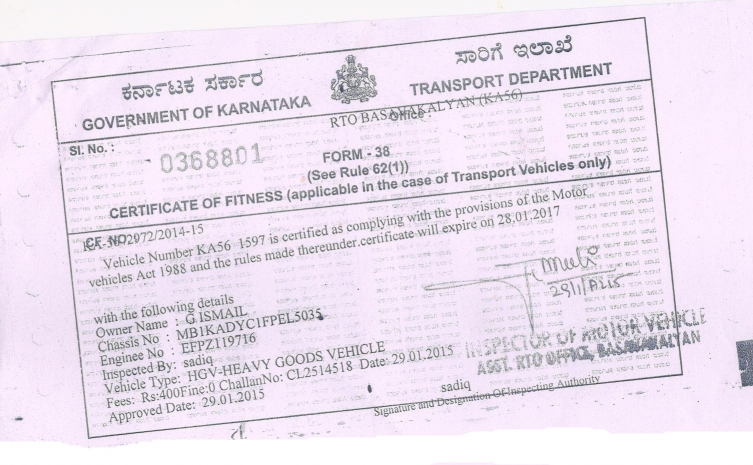 ಕರ್ನಾಟಕ ಸರ್ಕಾರ
GOVERNMENT OF KARNATAKA
ಸಾರಿಗೆ ಇಲಾಖೆ
TRANSPORT DEPARTMENT
RTO BASAVAKALYAN (KA56)
Office :
Sl. No. :
0368801
FORM - 38
(See Rule 62(1))
CERTIFICATE OF FITNESS (applicable in the case of Transport Vehicles only)
CF. NO 2972/2014-15
Vehicle Number KA56 1597 is certified as complying with the provisions of the Motor
vehicles Act 1988 and the rules made thereunder.certificate will expire on 28.01.2017
with the following details
Owner Name : G ISMAIL
Chassis No : MB1KADYC1FPEL5035
Enginee No : EFPZ119716
Inspected By: sadiq
Vehicle Type: HGV-HEAVY GOODS VEHICLE
Fees: Rs:400Fine:0 ChallanNo: CL2514518 Date: 29.01.2015
Approved Date: 29.01.2015
INSPECTOR OF MOTOR VEHICLE
ASST. RTO OFFICE, BASAVAKALYAN
sadiq
Signature and Designation Of Inspecting Authority